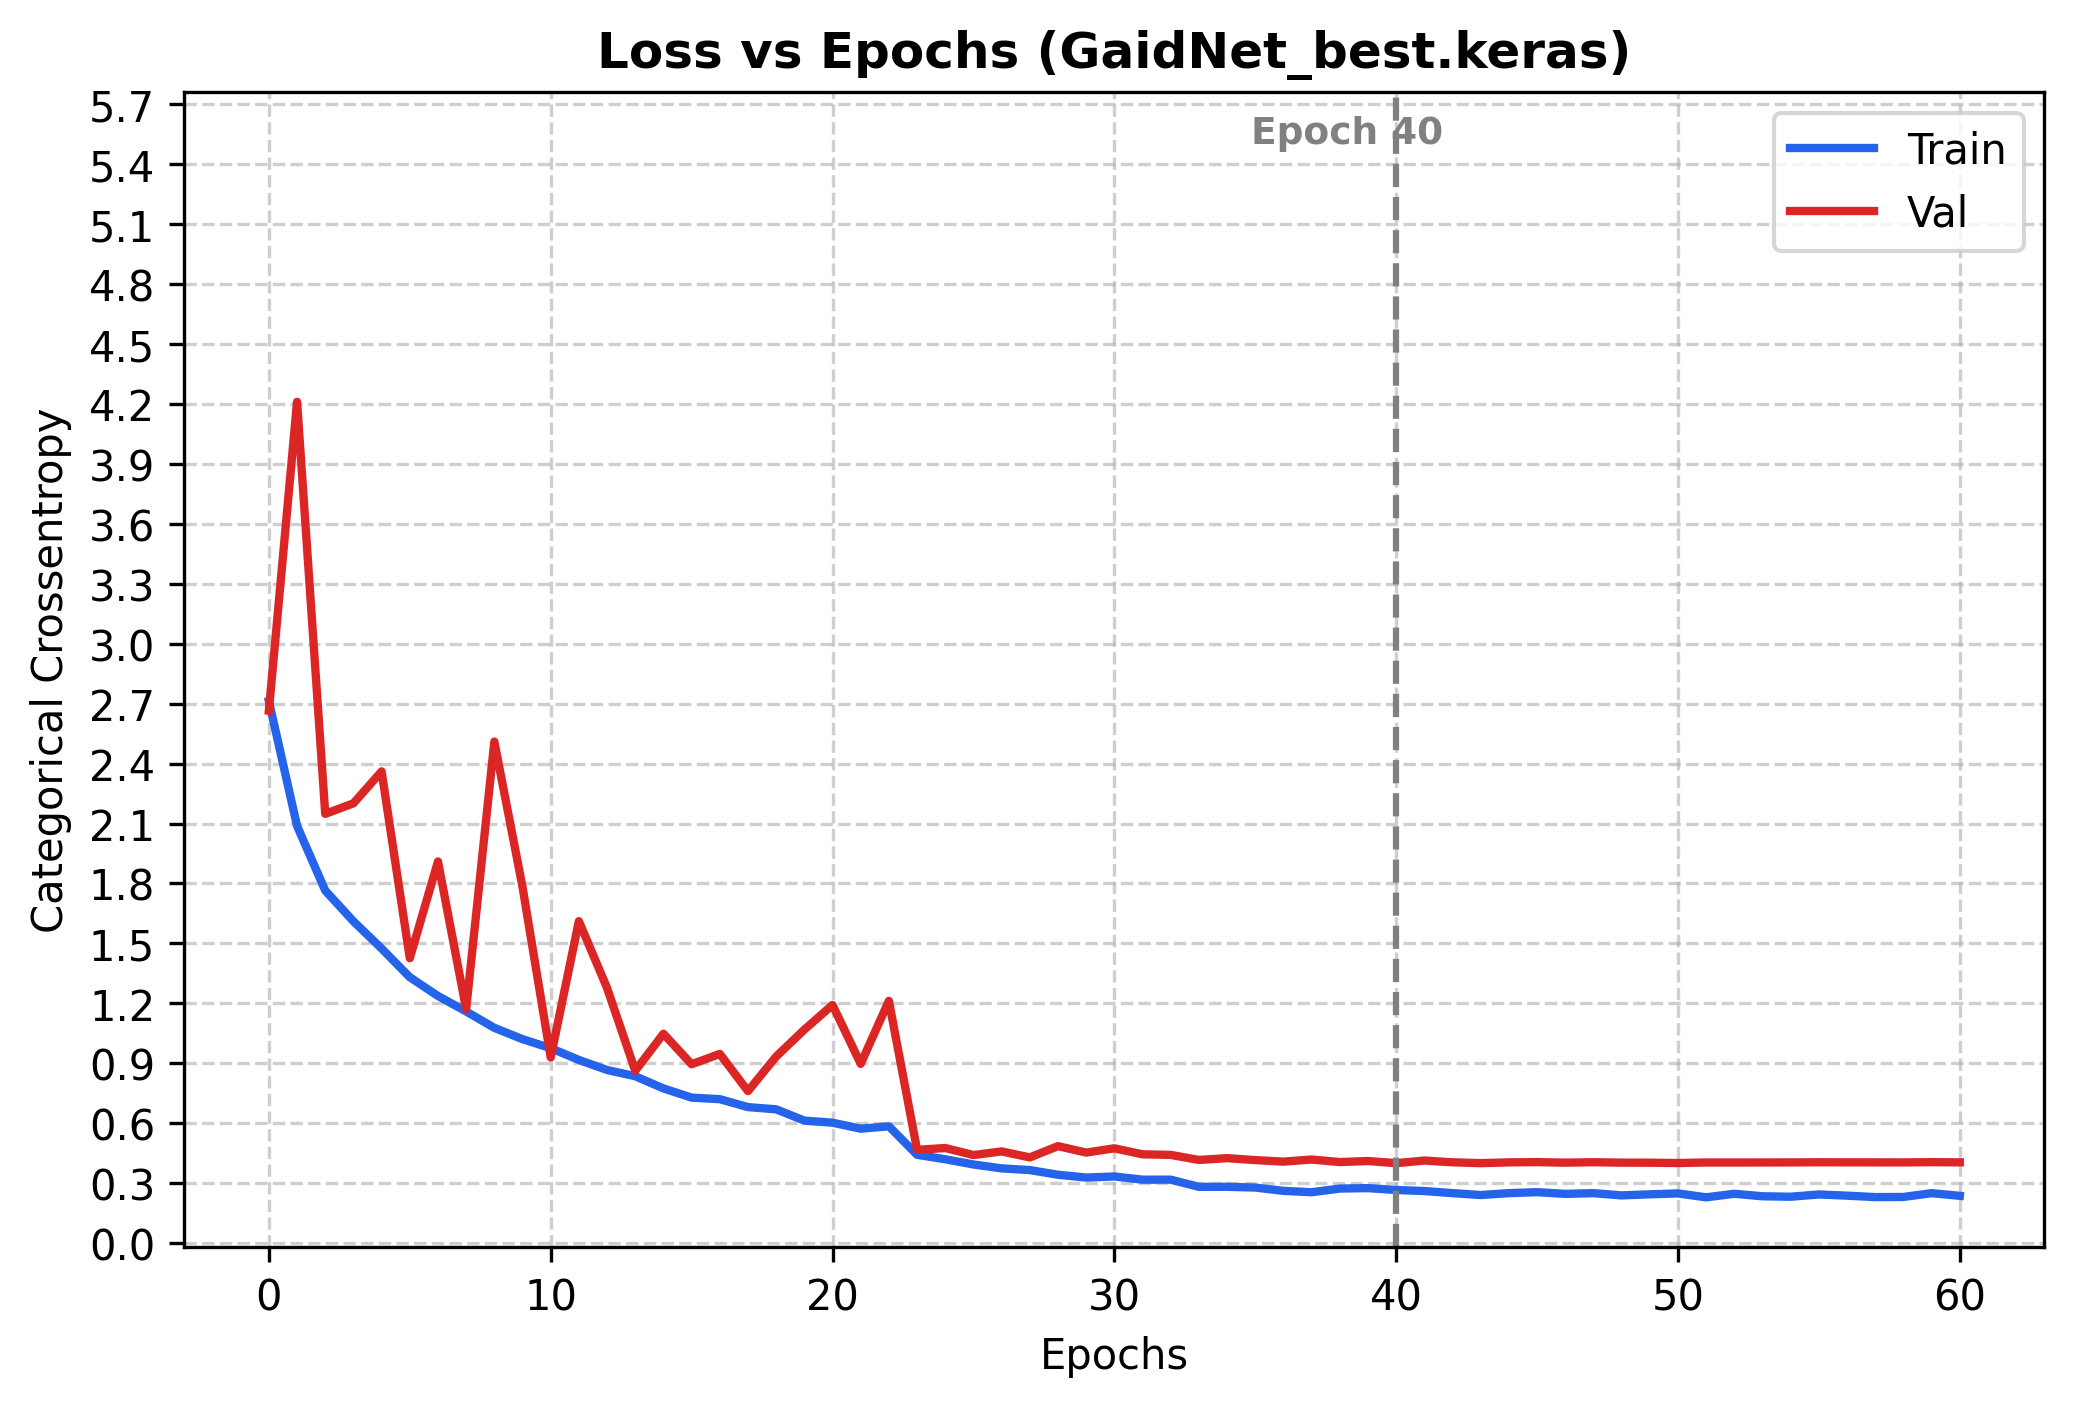 Loss vs Epochs (GaidNet_best.keras)
5.7
5.4
5.1
4.8
4.5
4.2
3.9
3.6
3.3
3.0
2.7
2.4
2.1
1.8
1.5
1.2
0.9
0.6
0.3
0.0
Categorical Crossentropy
Epoch 40
Train
Val
0 10 20 30 40 50 60
Epochs